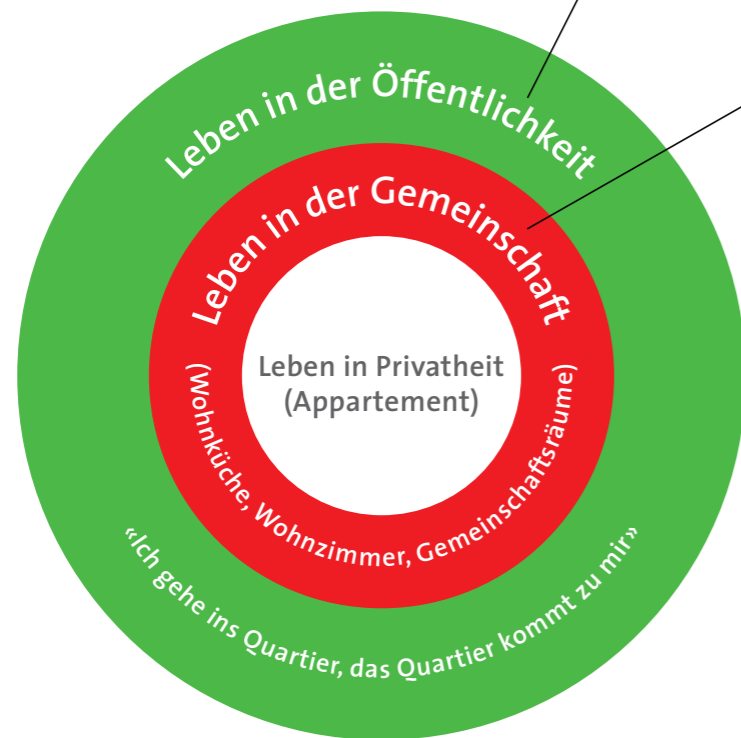 Leben in der Öffentlichkeit
Leben in der Gemeinschaft
Leben in Privatheit
(Appartement)
(Wohnküche, Wohnzimmer, Gemeinschaftsräume)
«Ich gehe ins Quartier, das Quartier kommt zu mir»